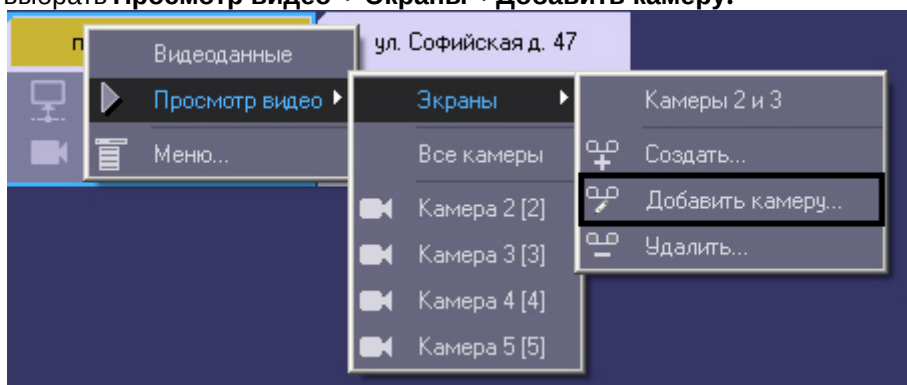 выбрать Просмотр видео → Экраны → Добавить камеру.
п
ул. Софийская д. 47
Видеоданные
Просмотр видео
Меню...
Экраны
Все камеры
Камера 2 [2]
Камера 3 [3]
Камера 4 [4]
Камера 5 [5]
Камеры 2 и 3
Создать...
Добавить камеру...
Удалить...